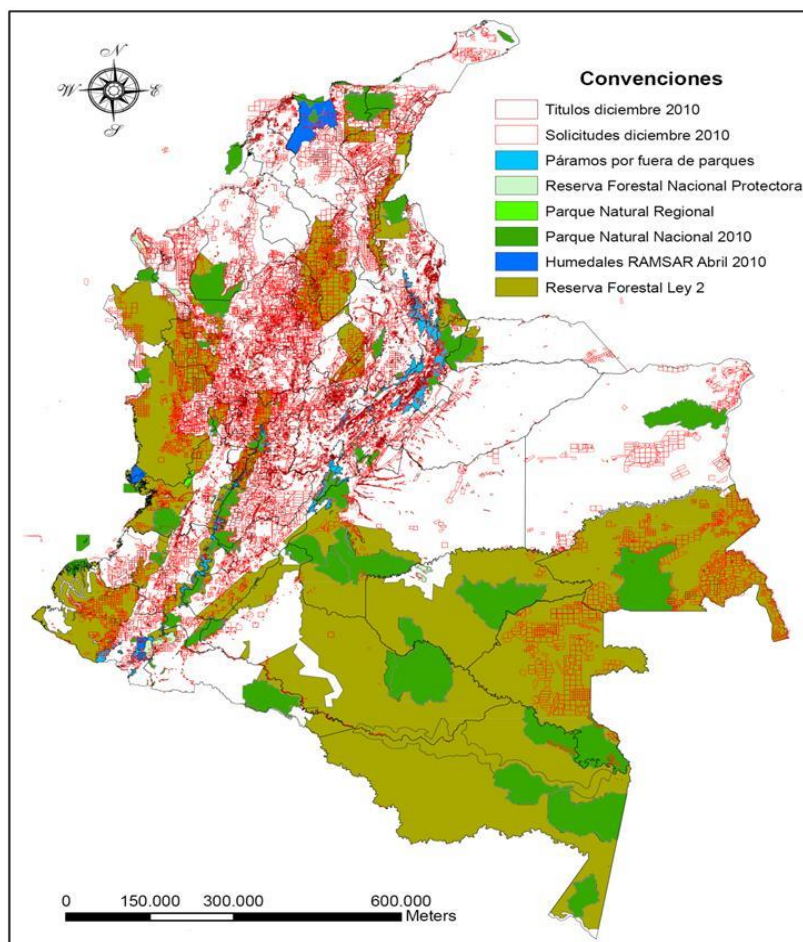 N
W E
S
Convenciones
Titulos diciembre 2010
Solicitudes diciembre 2010
Páramos por fuera de parques
Reserva Forestal Nacional Protectora
Parque Natural Regional
Parque Natural Nacional 2010
Humedales RAMSAR Abril 2010
Reserva Forestal Ley 2
0 150.000 300.000 600.000
Meters